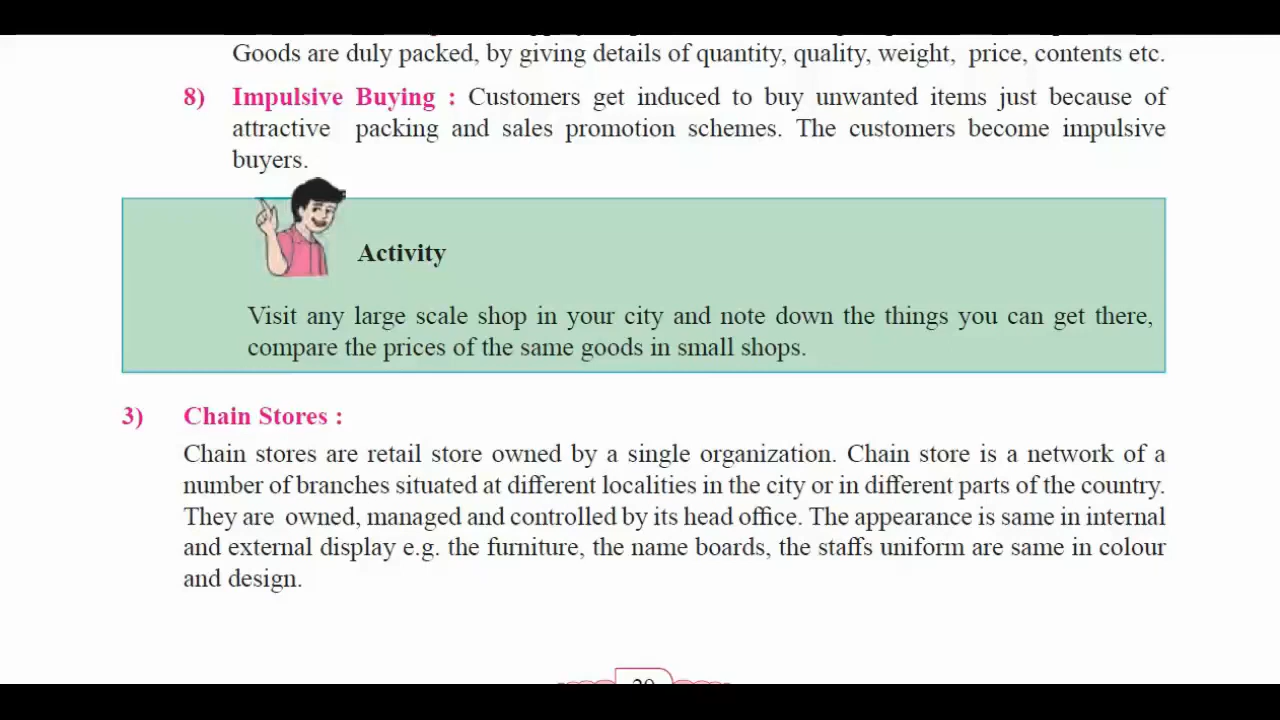 Goods are duly packed, by giving details of quantity, quality, weight, price, contents etc.
8) Impulsive Buying : Customers get induced to buy unwanted items just because of
attractive packing and sales promotion schemes. The customers become impulsive
buyers.
Activity
Visit any large scale shop in your city and note down the things you can get there,
compare the prices of the same goods in small shops.
3) Chain Stores :
Chain stores are retail store owned by a single organization. Chain store is a network of a
number of branches situated at different localities in the city or in different parts of the country.
They are owned, managed and controlled by its head office. The appearance is same in internal
and external display e.g. the furniture, the name boards, the staffs uniform are same in colour
and design.